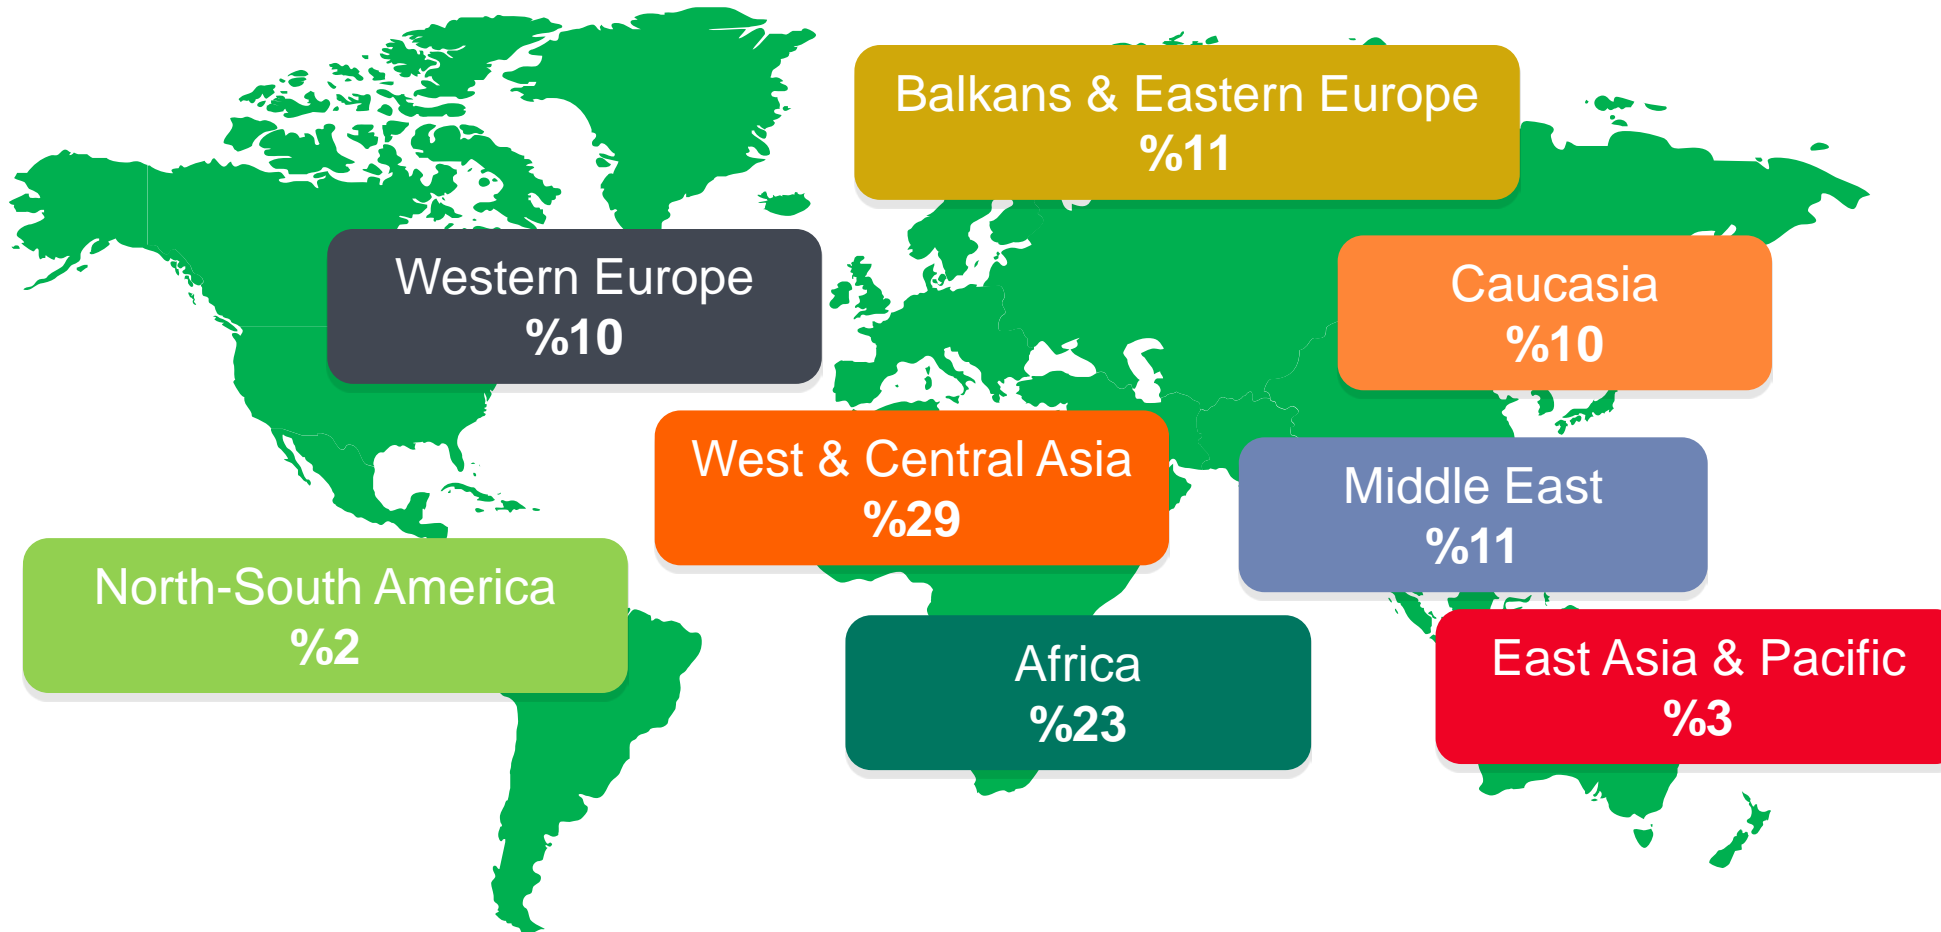 Balkans & Eastern Europe
%11
Western Europe
%10
Caucasia
%10
West & Central Asia
%29
Middle East
%11
North-South America
%2
Africa
%23
East Asia & Pacific
%3